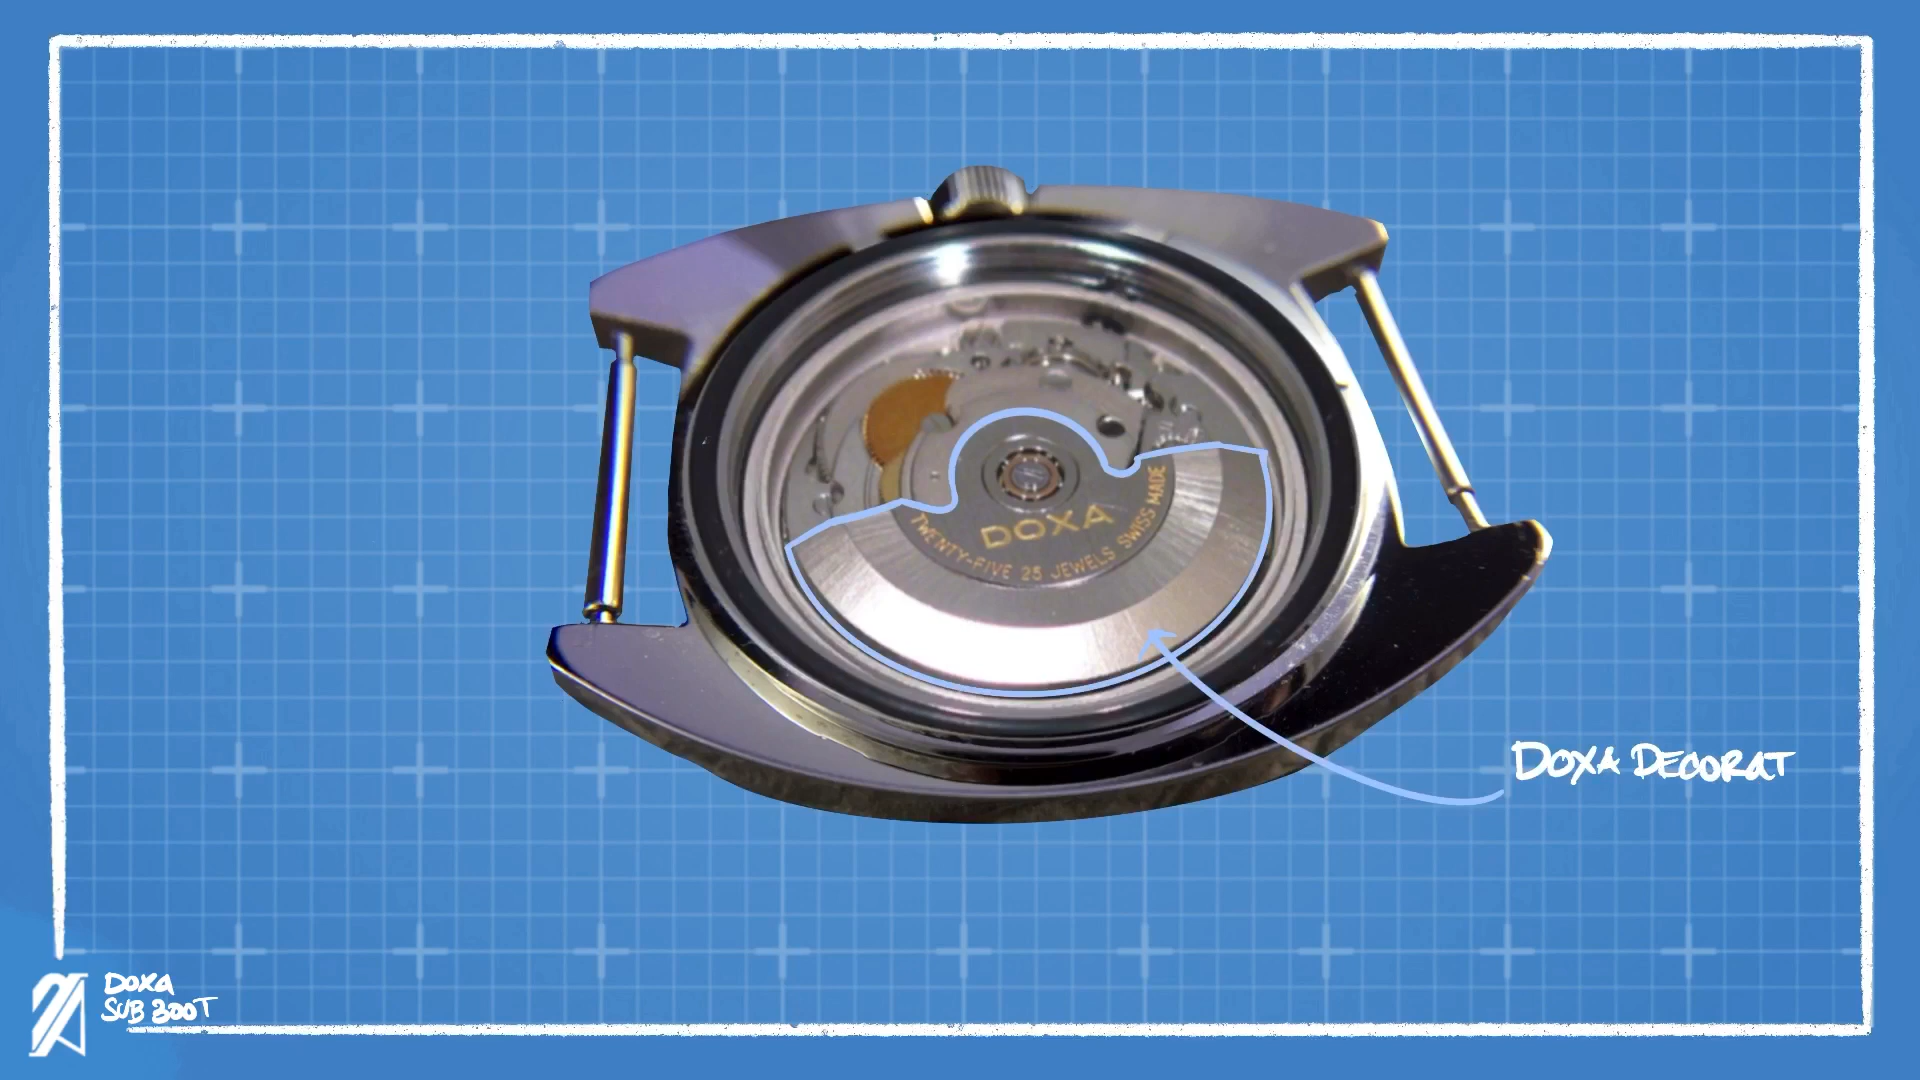 DOXA
TWENTY-FIVE 25 JEWELS SWISS MADE
DOXA DECORAT
DOXA
SUB 300T